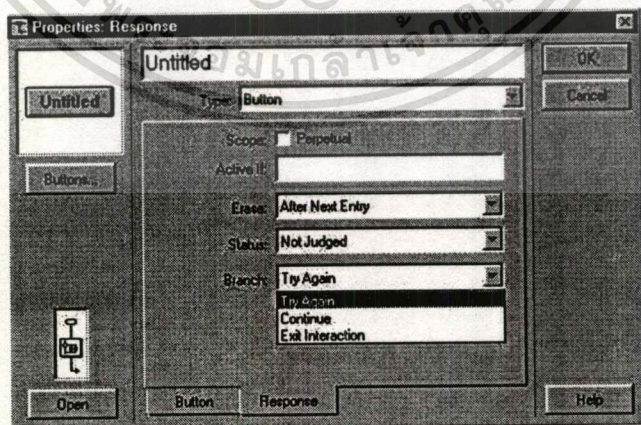 Properties: Response
Untitled
OK
Type: Button
Cancel
Untitled
Scope: Perpetual
Buttons...
Active If:
Erase: After Next Entry
Status: Not Judged
Branch: Try Again
Try Again
Continue
Exit Interaction
Open
Button
Response
Help